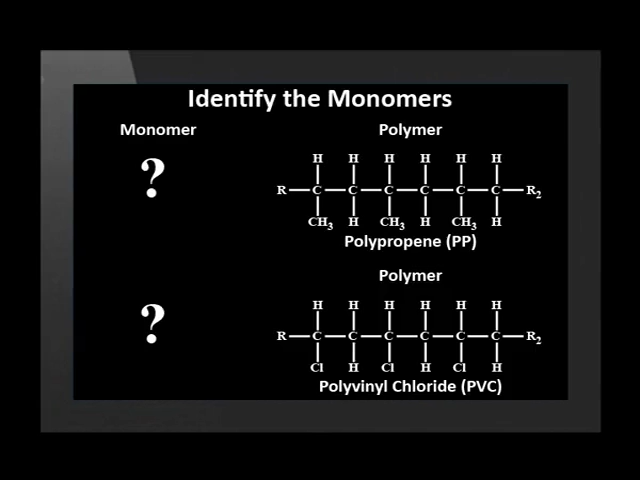 Identify the Monomers
Monomer Polymer
?
H H H H H H
R C C C C C C R2
CH3 H CH3 H CH3 H
Polypropene (PP)
Polymer
?
H H H H H H
R C C C C C C R2
Cl H Cl H Cl H
Polyvinyl Chloride (PVC)